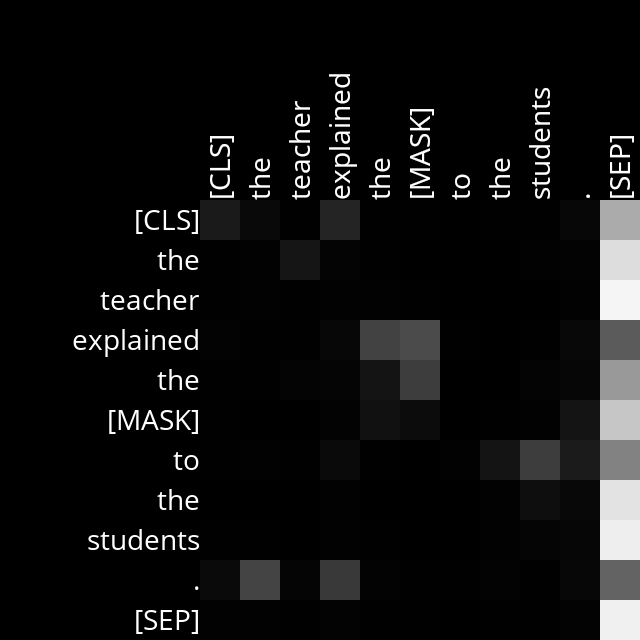 [CLS] the teacher explained the [MASK] to the students . [SEP]
[CLS]
the
teacher
explained
the
[MASK]
to
the
students
.
[SEP]